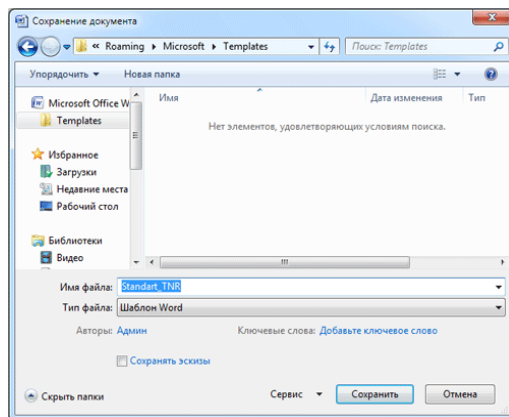 Сохранение документа
« Roaming ▸ Microsoft ▸ Templates
Поиск: Templates
Упорядочить Новая папка
Microsoft Office W
Templates
Избранное
Загрузки
Недавние места
Рабочий стол
Библиотеки
Видео
Имя Дата изменения Тип
Нет элементов, удовлетворяющих условиям поиска.
Имя файла: Standart_TNR
Тип файла: Шаблон Word
Авторы: Админ Ключевые слова: Добавьте ключевое слово
Сохранять эскизы
Скрыть папки Сервис Сохранить Отмена